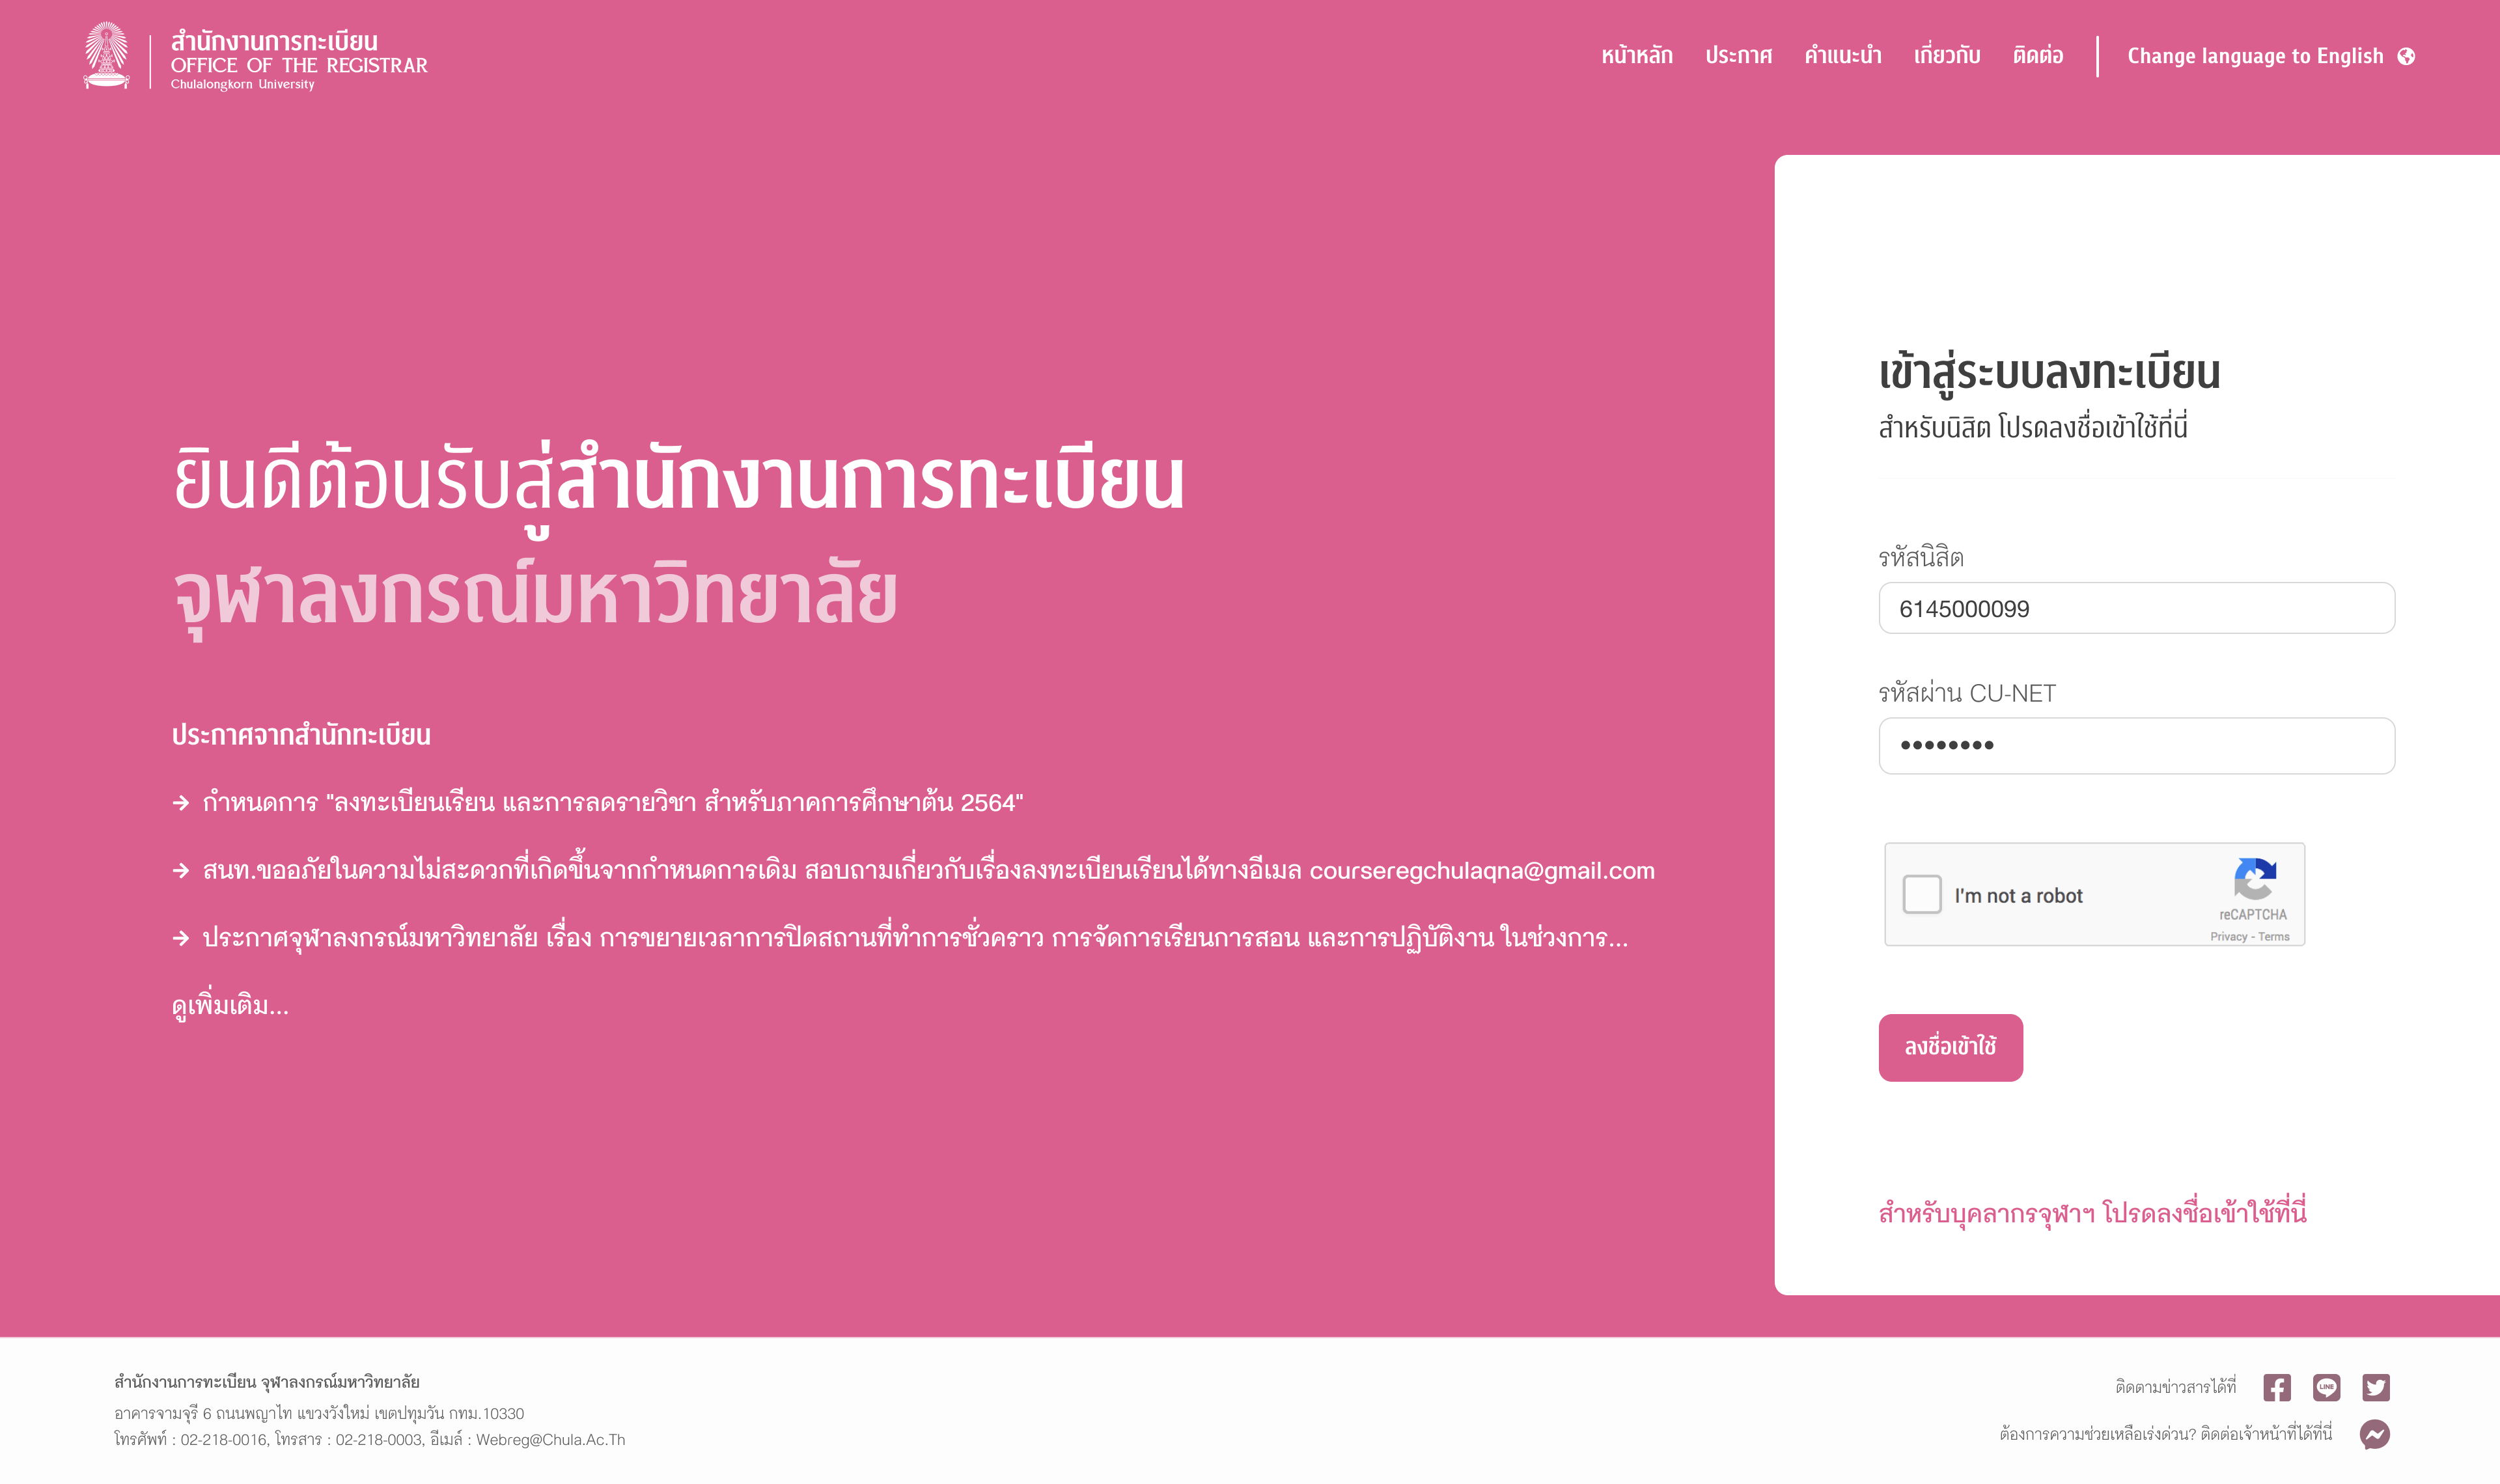 สำนักงานการทะเบียน
OFFICE OF THE REGISTRAR
Chulalongkorn University
หน้าหลัก ประกาศ คำแนะนำ เกี่ยวกับ ติดต่อ Change language to English
ยินดีต้อนรับสู่สำนักงานการทะเบียน
จุฬาลงกรณ์มหาวิทยาลัย
ประกาศจากสำนักทะเบียน
→ กำหนดการ "ลงทะเบียนเรียน และการลดรายวิชา สำหรับภาคการศึกษาต้น 2564"
→ สนท.ขออภัยในความไม่สะดวกที่เกิดขึ้นจากกำหนดการเดิม สอบถามเกี่ยวกับเรื่องลงทะเบียนเรียนได้ทางอีเมล courseregchulaqna@gmail.com
→ ประกาศจุฬาลงกรณ์มหาวิทยาลัย เรื่อง การขยายเวลาการปิดสถานที่ทำการชั่วคราว การจัดการเรียนการสอน และการปฏิบัติงาน ในช่วงการ...
ดูเพิ่มเติม...
เข้าสู่ระบบลงทะเบียน
สำหรับนิสิต โปรดลงชื่อเข้าใช้ที่นี่
รหัสนิสิต
6145000099
รหัสผ่าน CU-NET
••••••••
I'm not a robot
reCAPTCHA
Privacy - Terms
ลงชื่อเข้าใช้
สำหรับบุคลากรจุฬาฯ โปรดลงชื่อเข้าใช้ที่นี่
สำนักงานการทะเบียน จุฬาลงกรณ์มหาวิทยาลัย
อาคารจามจุรี 6 ถนนพญาไท แขวงวังใหม่ เขตปทุมวัน กทม.10330
โทรศัพท์ : 02-218-0016, โทรสาร : 02-218-0003, อีเมล์ : Webreg@Chula.Ac.Th
ติดตามข่าวสารได้ที่
LINE
ต้องการความช่วยเหลือเร่งด่วน? ติดต่อเจ้าหน้าที่ได้ที่นี่